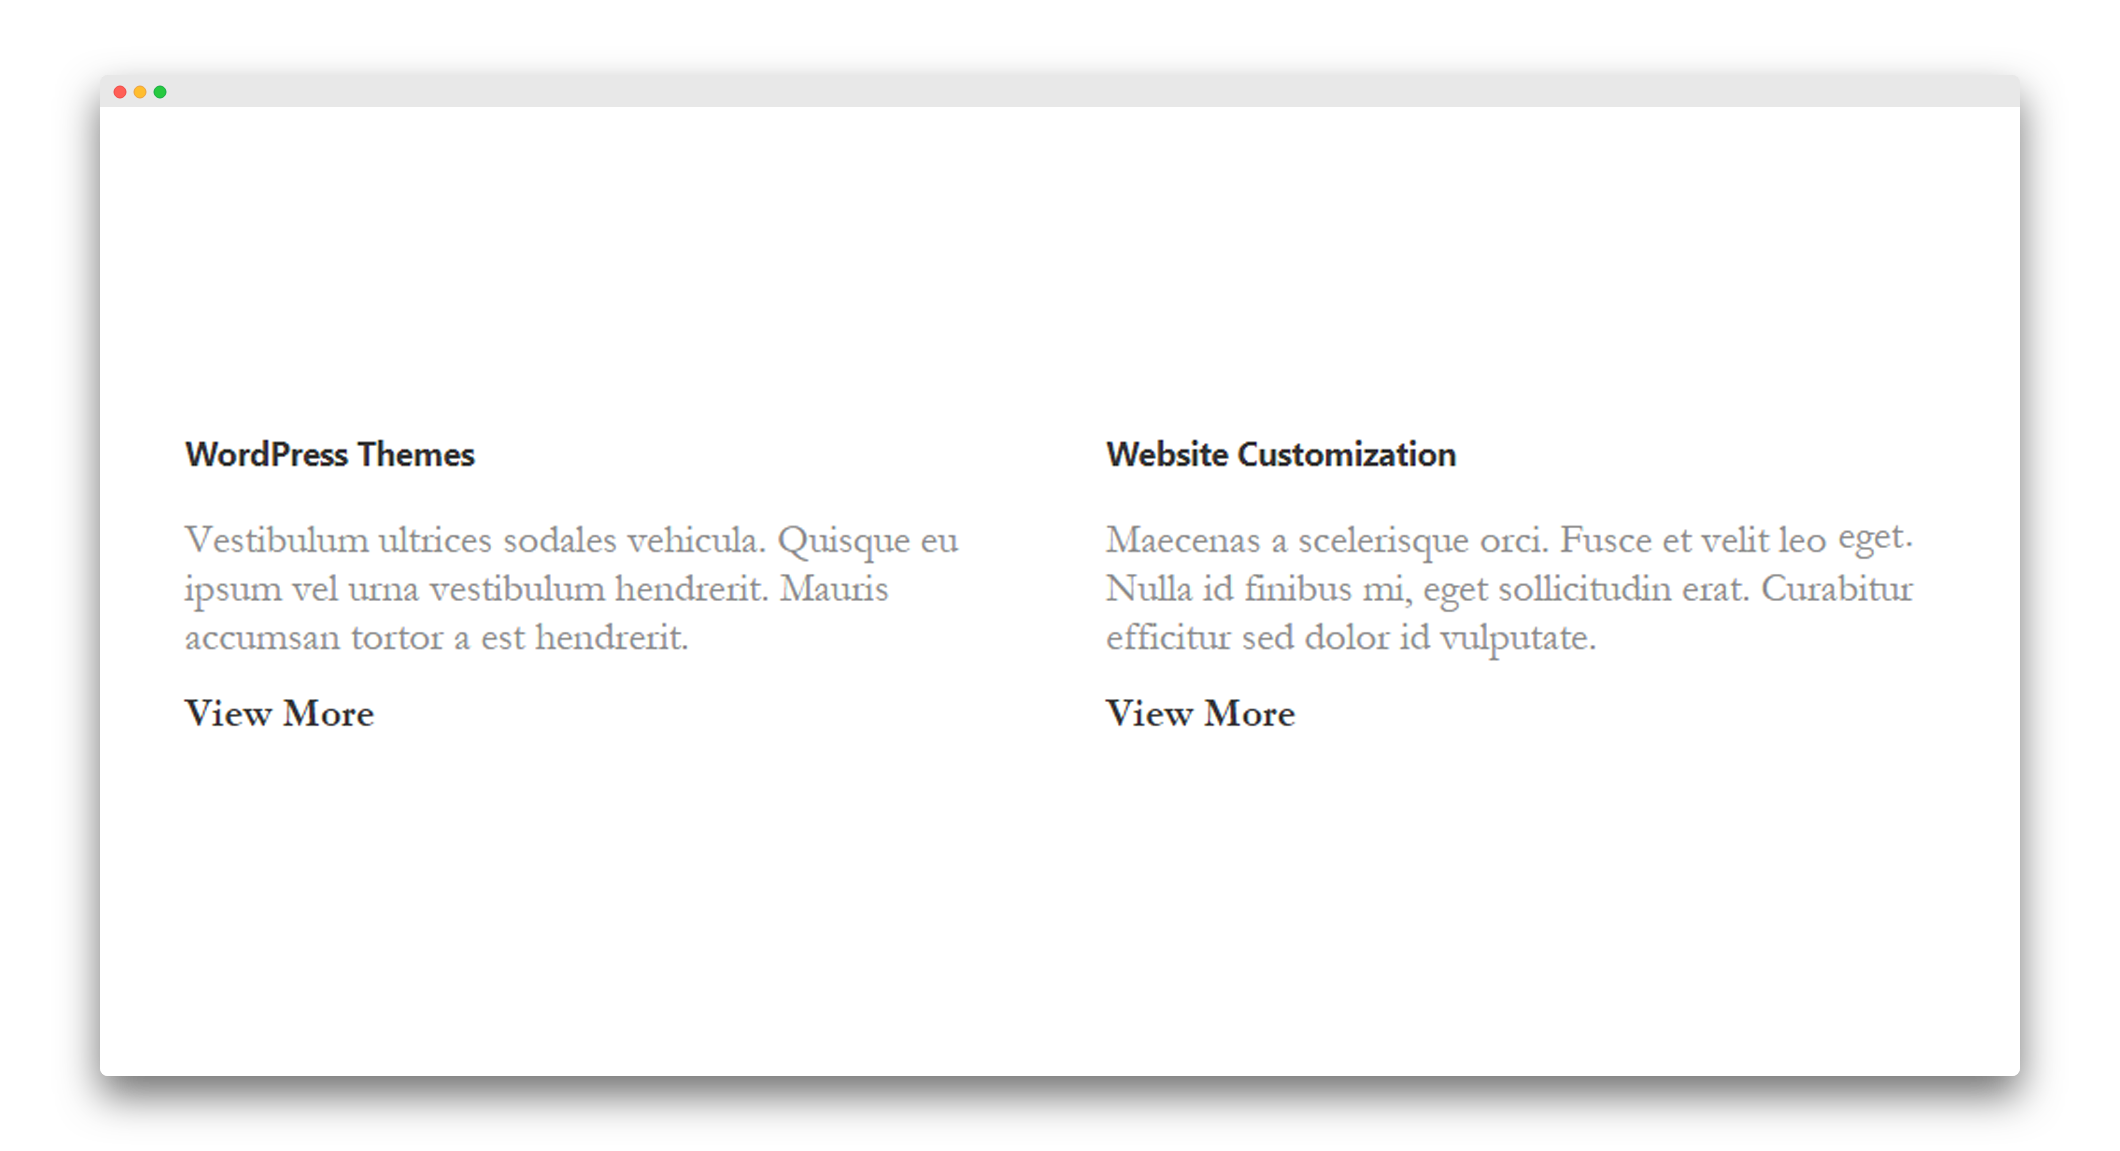 WordPress Themes
Vestibulum ultrices sodales vehicula. Quisque eu
ipsum vel urna vestibulum hendrerit. Mauris
accumsan tortor a est hendrerit.
View More
Website Customization
Maecenas a scelerisque orci. Fusce et velit leo eget.
Nulla id finibus mi, eget sollicitudin erat. Curabitur
efficitur sed dolor id vulputate.
View More